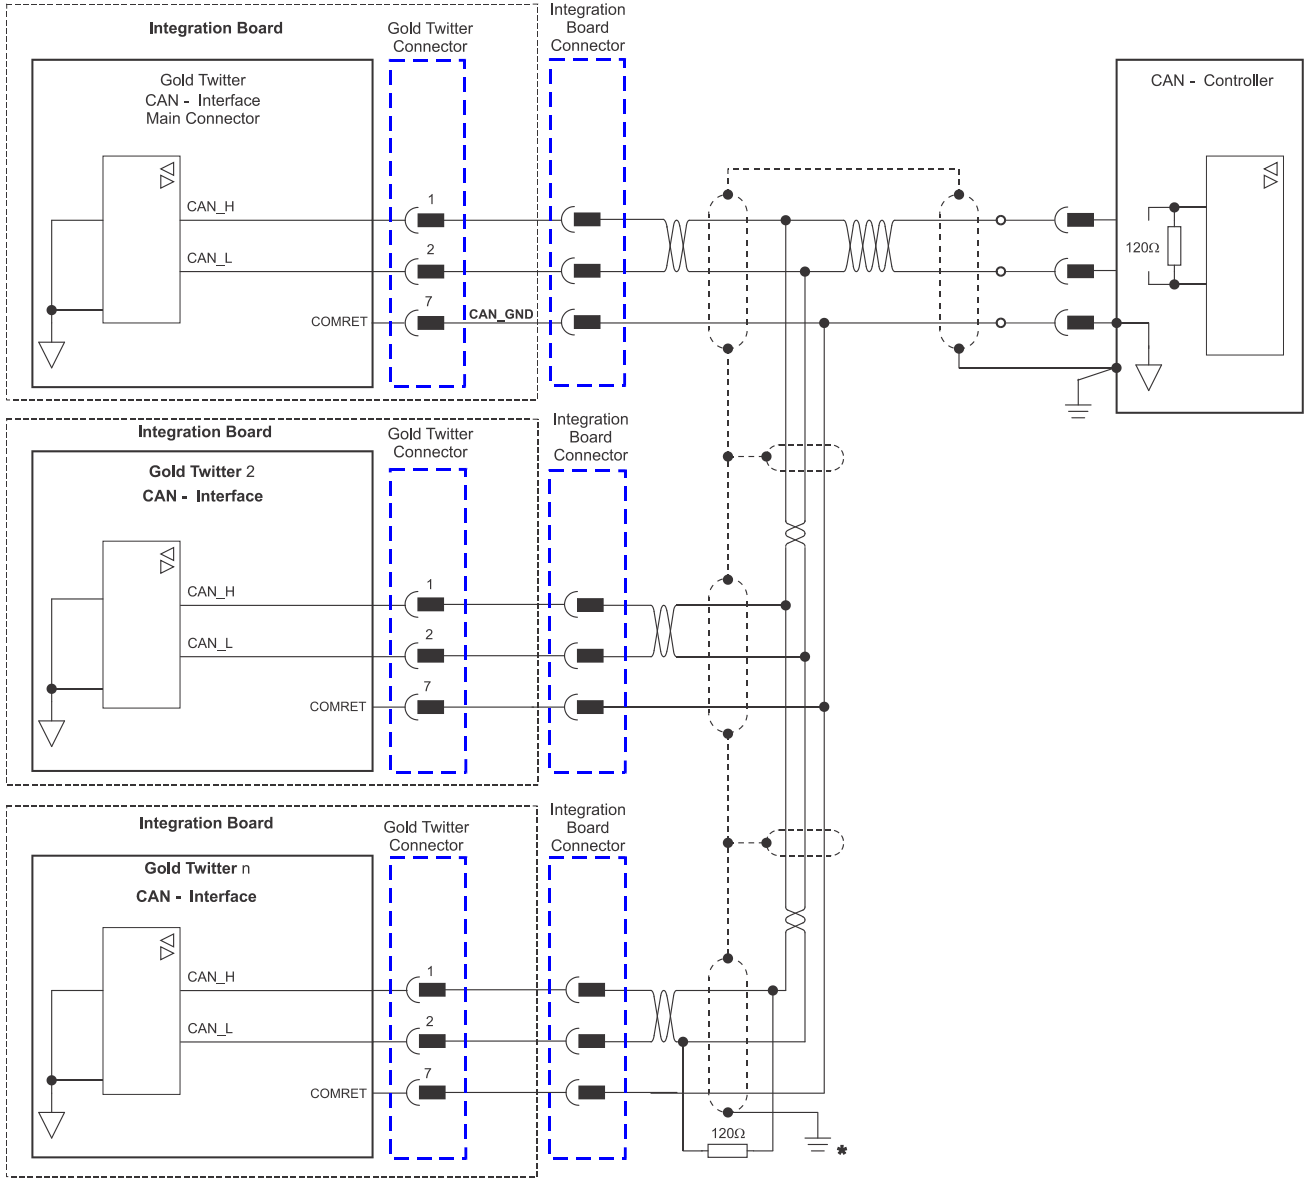 Integration Board
Gold Twitter
Connector
Integration
Board
Connector
Gold Twitter
CAN - Interface
Main Connector
CAN - Controller
CAN_H
1
CAN_L
2
120Ω
COMRET
7
CAN_GND
Integration Board
Gold Twitter
Connector
Integration
Board
Connector
Gold Twitter 2
CAN - Interface
CAN_H
1
CAN_L
2
COMRET
7
Integration Board
Gold Twitter
Connector
Integration
Board
Connector
Gold Twitter n
CAN - Interface
CAN_H
1
CAN_L
2
COMRET
7
120Ω
*